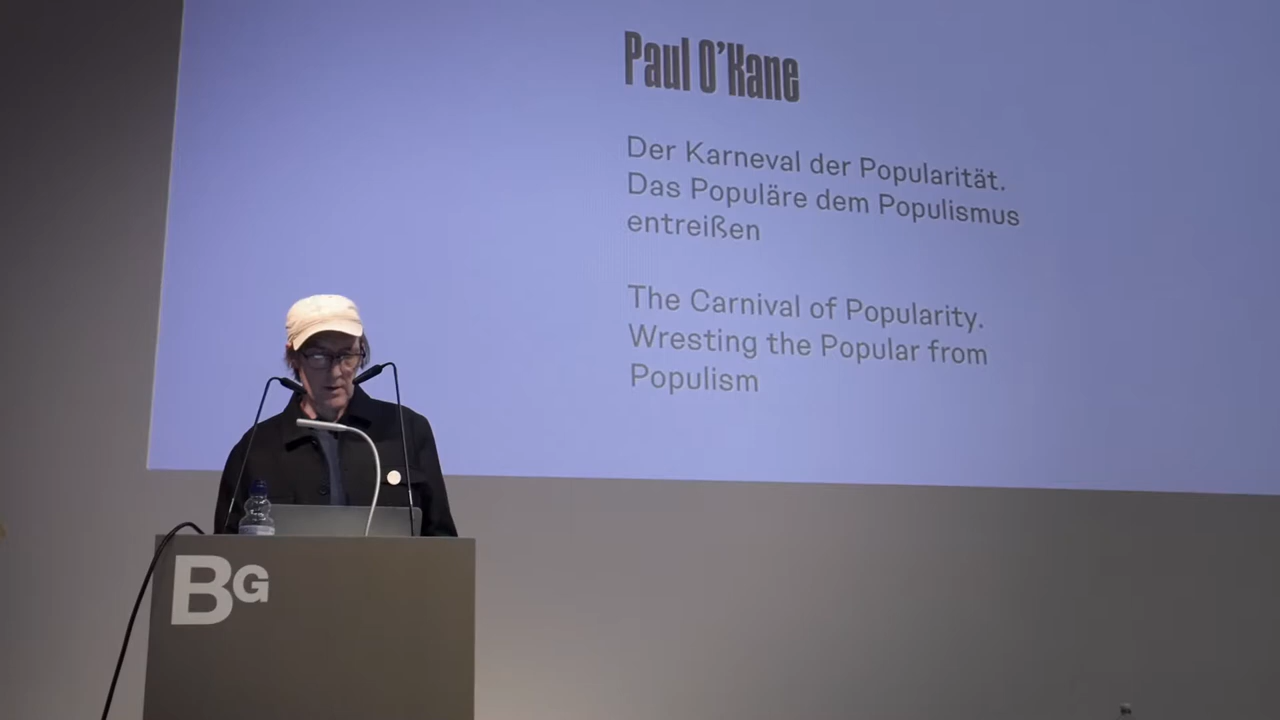 Paul O'Kane
Der Karneval der Popularität.
Das Populäre dem Populismus
entreißen
The Carnival of Popularity.
Wresting the Popular from
Populism
BG